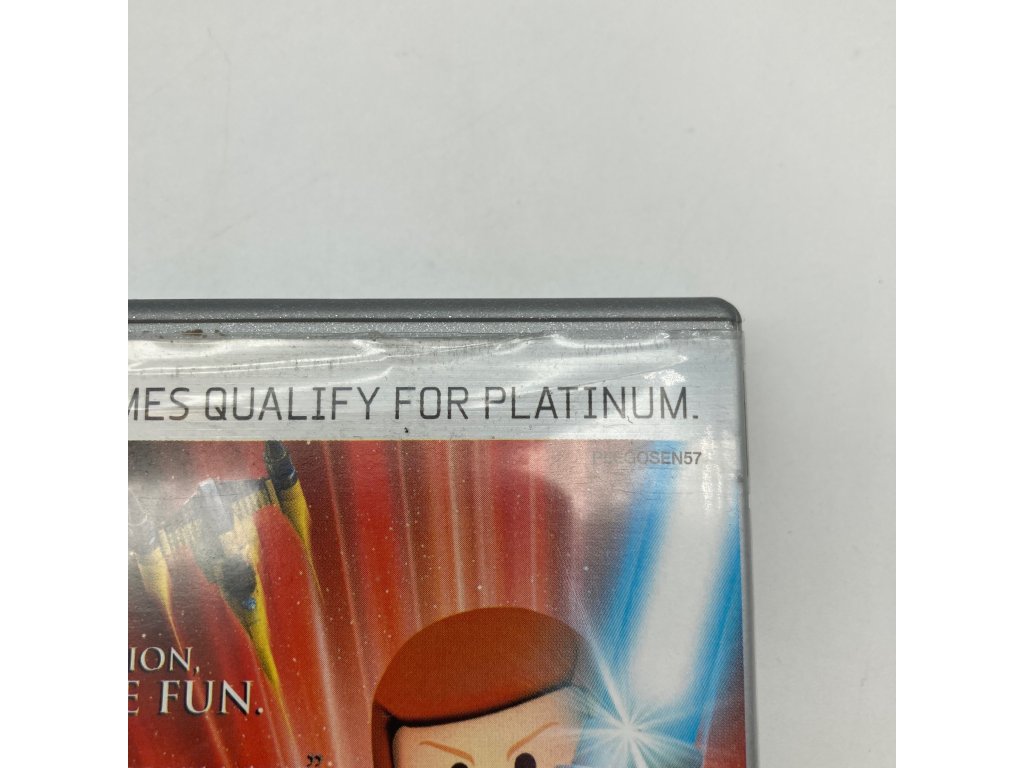 MES QUALIFY FOR PLATINUM.
ION,
E FUN.
”